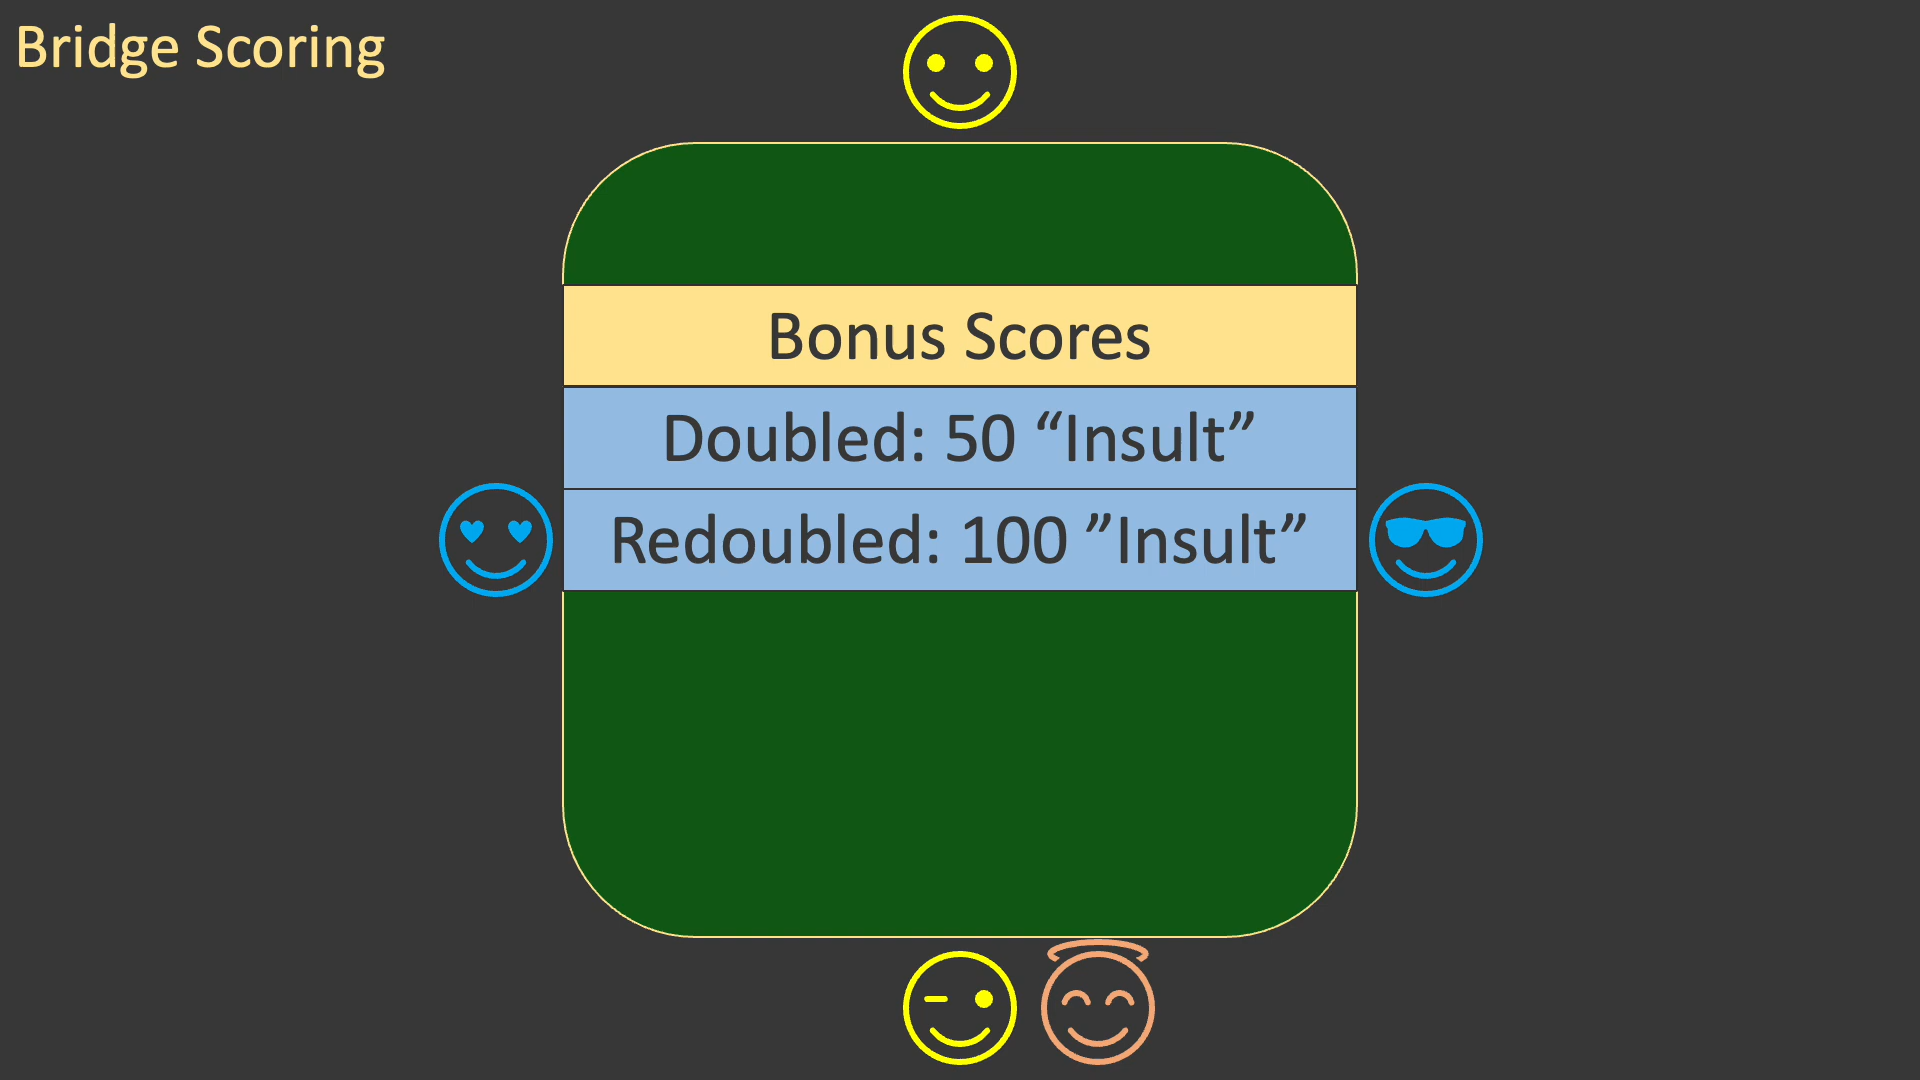 Bridge Scoring
Bonus Scores
Doubled: 50 “Insult”
Redoubled: 100 ”Insult”